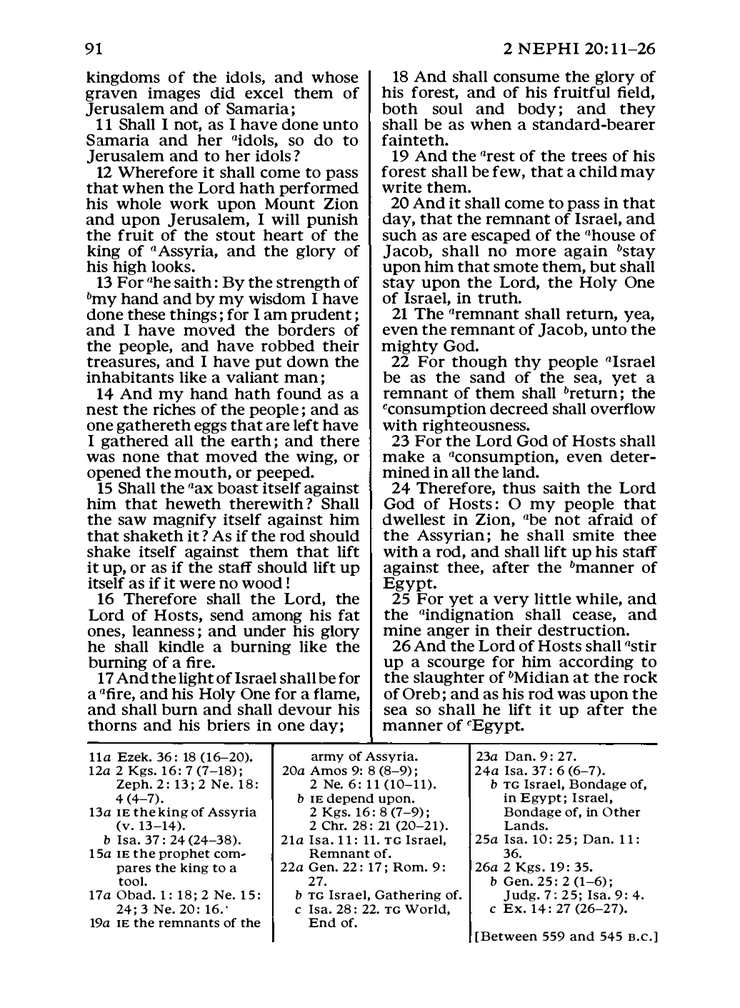 91
2 NEPHI 20:11–26
kingdoms of the idols, and whose
graven images did excel them of
Jerusalem and of Samaria;
11 Shall I not, as I have done unto
Samaria and her aidols, so do to
Jerusalem and to her idols?
12 Wherefore it shall come to pass
that when the Lord hath performed
his whole work upon Mount Zion
and upon Jerusalem, I will punish
the fruit of the stout heart of the
king of aAssyria, and the glory of
his high looks.
13 For ahe saith: By the strength of
bmy hand and by my wisdom I have
done these things; for I am prudent;
and I have moved the borders of
the people, and have robbed their
treasures, and I have put down the
inhabitants like a valiant man;
14 And my hand hath found as a
nest the riches of the people; and as
one gathereth eggs that are left have
I gathered all the earth; and there
was none that moved the wing, or
opened the mouth, or peeped.
15 Shall the aax boast itself against
him that heweth therewith? Shall
the saw magnify itself against him
that shaketh it? As if the rod should
shake itself against them that lift
it up, or as if the staff should lift up
itself as if it were no wood!
16 Therefore shall the Lord, the
Lord of Hosts, send among his fat
ones, leanness; and under his glory
he shall kindle a burning like the
burning of a fire.
17 And the light of Israel shall be for
a afire, and his Holy One for a flame,
and shall burn and shall devour his
thorns and his briers in one day;
18 And shall consume the glory of
his forest, and of his fruitful field,
both soul and body; and they
shall be as when a standard-bearer
fainteth.
19 And the arest of the trees of his
forest shall be few, that a child may
write them.
20 And it shall come to pass in that
day, that the remnant of Israel, and
such as are escaped of the ahouse of
Jacob, shall no more again bstay
upon him that smote them, but shall
stay upon the Lord, the Holy One
of Israel, in truth.
21 The aremnant shall return, yea,
even the remnant of Jacob, unto the
mighty God.
22 For though thy people aIsrael
be as the sand of the sea, yet a
remnant of them shall breturn; the
cconsumption decreed shall overflow
with righteousness.
23 For the Lord God of Hosts shall
make a aconsumption, even deter-
mined in all the land.
24 Therefore, thus saith the Lord
God of Hosts: O my people that
dwellest in Zion, abe not afraid of
the Assyrian; he shall smite thee
with a rod, and shall lift up his staff
against thee, after the bmanner of
Egypt.
25 For yet a very little while, and
the aindignation shall cease, and
mine anger in their destruction.
26 And the Lord of Hosts shall astir
up a scourge for him according to
the slaughter of bMidian at the rock
of Oreb; and as his rod was upon the
sea so shall he lift it up after the
manner of cEgypt.
11a Ezek. 36: 18 (16–20).
12a 2 Kgs. 16: 7 (7–18);
Zeph. 2: 13; 2 Ne. 18:
4 (4–7).
13a IE the king of Assyria
(v. 13–14).
b Isa. 37: 24 (24–38).
15a IE the prophet com-
pares the king to a
tool.
17a Obad. 1: 18; 2 Ne. 15:
24; 3 Ne. 20: 16.
19a IE the remnants of the
army of Assyria.
20a Amos 9: 8 (8–9);
2 Ne. 6: 11 (10–11).
b IE depend upon.
2 Kgs. 16: 8 (7–9);
2 Chr. 28: 21 (20–21).
21a Isa. 11: 11. TG Israel,
Remnant of.
22a Gen. 22: 17; Rom. 9:
27.
b TG Israel, Gathering of.
c Isa. 28: 22. TG World,
End of.
23a Dan. 9: 27.
24a Isa. 37: 6 (6–7).
b TG Israel, Bondage of,
in Egypt; Israel,
Bondage of, in Other
Lands.
25a Isa. 10: 25; Dan. 11:
36.
26a 2 Kgs. 19: 35.
b Gen. 25: 2 (1–6);
Judg. 7: 25; Isa. 9: 4.
c Ex. 14: 27 (26–27).
[Between 559 and 545 B.C.]